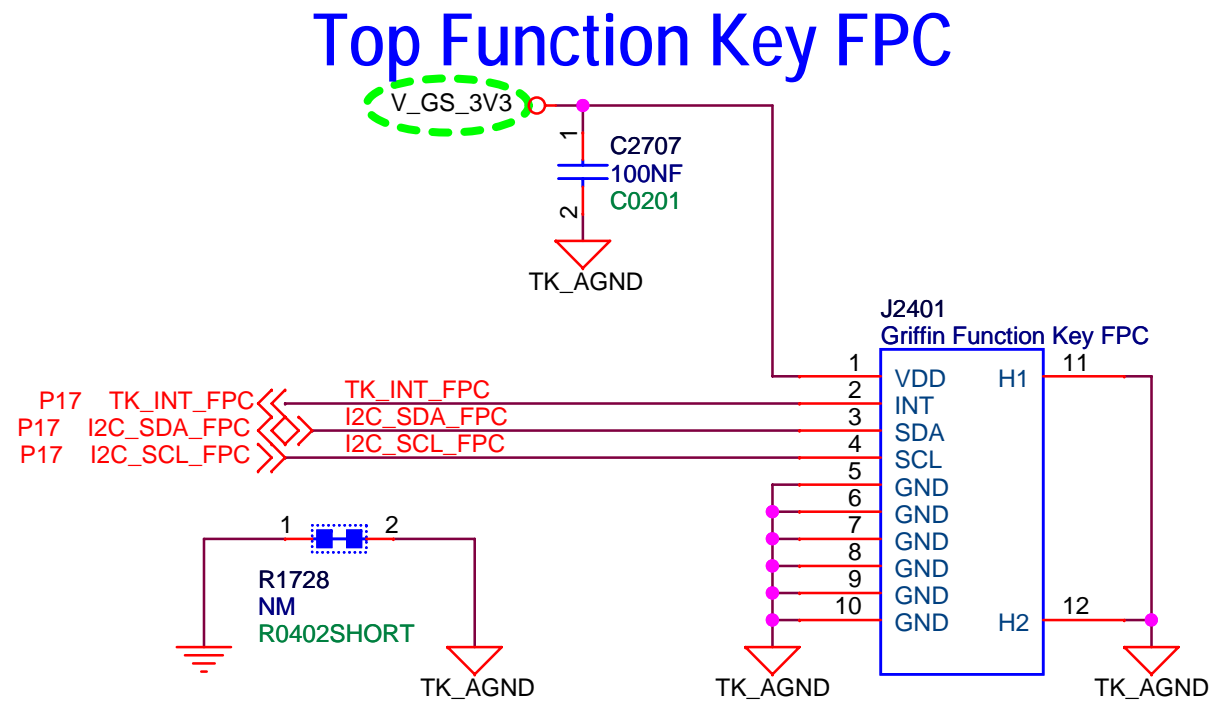 Top Function Key FPC
V_GS_3V3
1
C2707
100NF
C0201
2
TK_AGND
J2401
Griffin Function Key FPC
1 VDD H1 11
P17 TK_INT_FPC TK_INT_FPC 2 INT
P17 I2C_SDA_FPC I2C_SDA_FPC 3 SDA
P17 I2C_SCL_FPC I2C_SCL_FPC 4 SCL
5 GND
6 GND
7 GND
8 GND
9 GND
10 GND H2 12
1 2
R1728
NM
R0402SHORT
TK_AGND
TK_AGND
TK_AGND